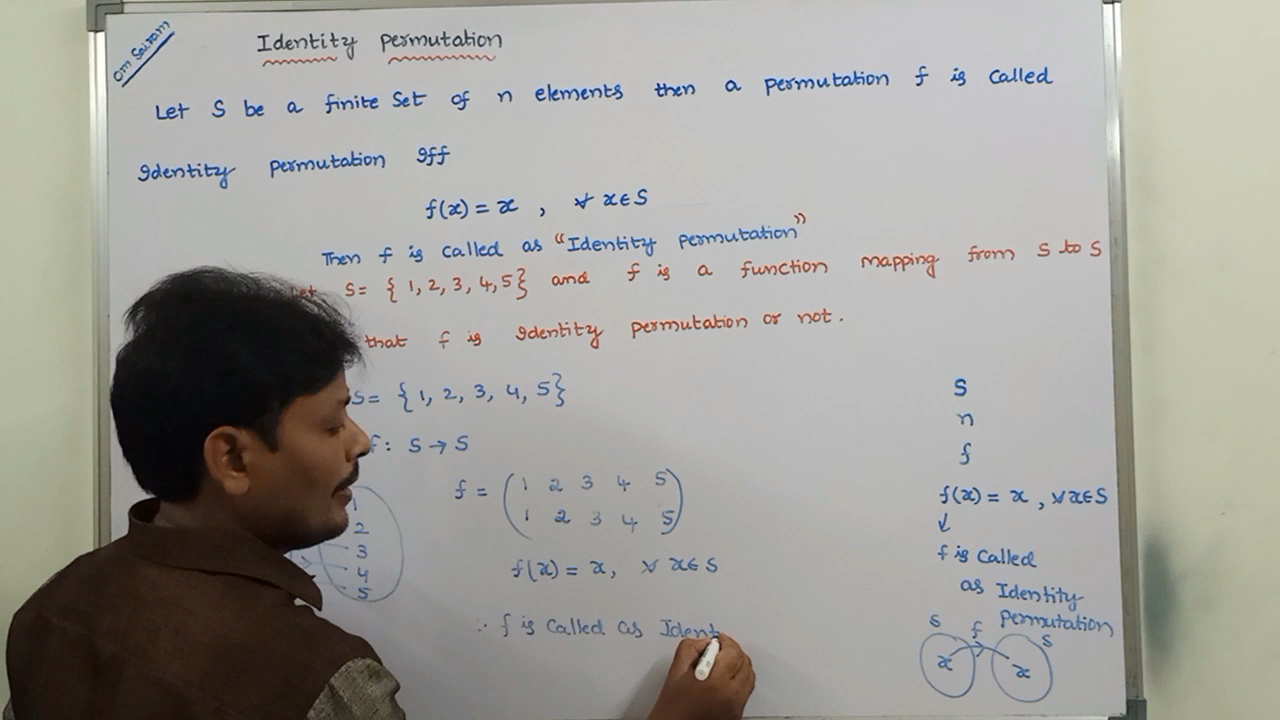 Om Sairam
Identity permutation
Let S be a finite Set of n elements then a permutation f is called
Identity permutation Iff
f(x) = x , ∀ x∈S
Then f is called as "Identity permutation"
S = { 1, 2, 3, 4, 5 } and f is a function mapping from S to S
that f is Identity permutation or not.
S = { 1, 2, 3, 4, 5 }
f : S → S
f = ( 1 2 3 4 5
1 2 3 4 5 )
f(x) = x, ∀ x∈S
∴ f is called as Ident
1
2
3
4
5
S
n
f
f(x) = x , ∀ x∈S
↓
f is called
as Identity
permutation
S f S
x x